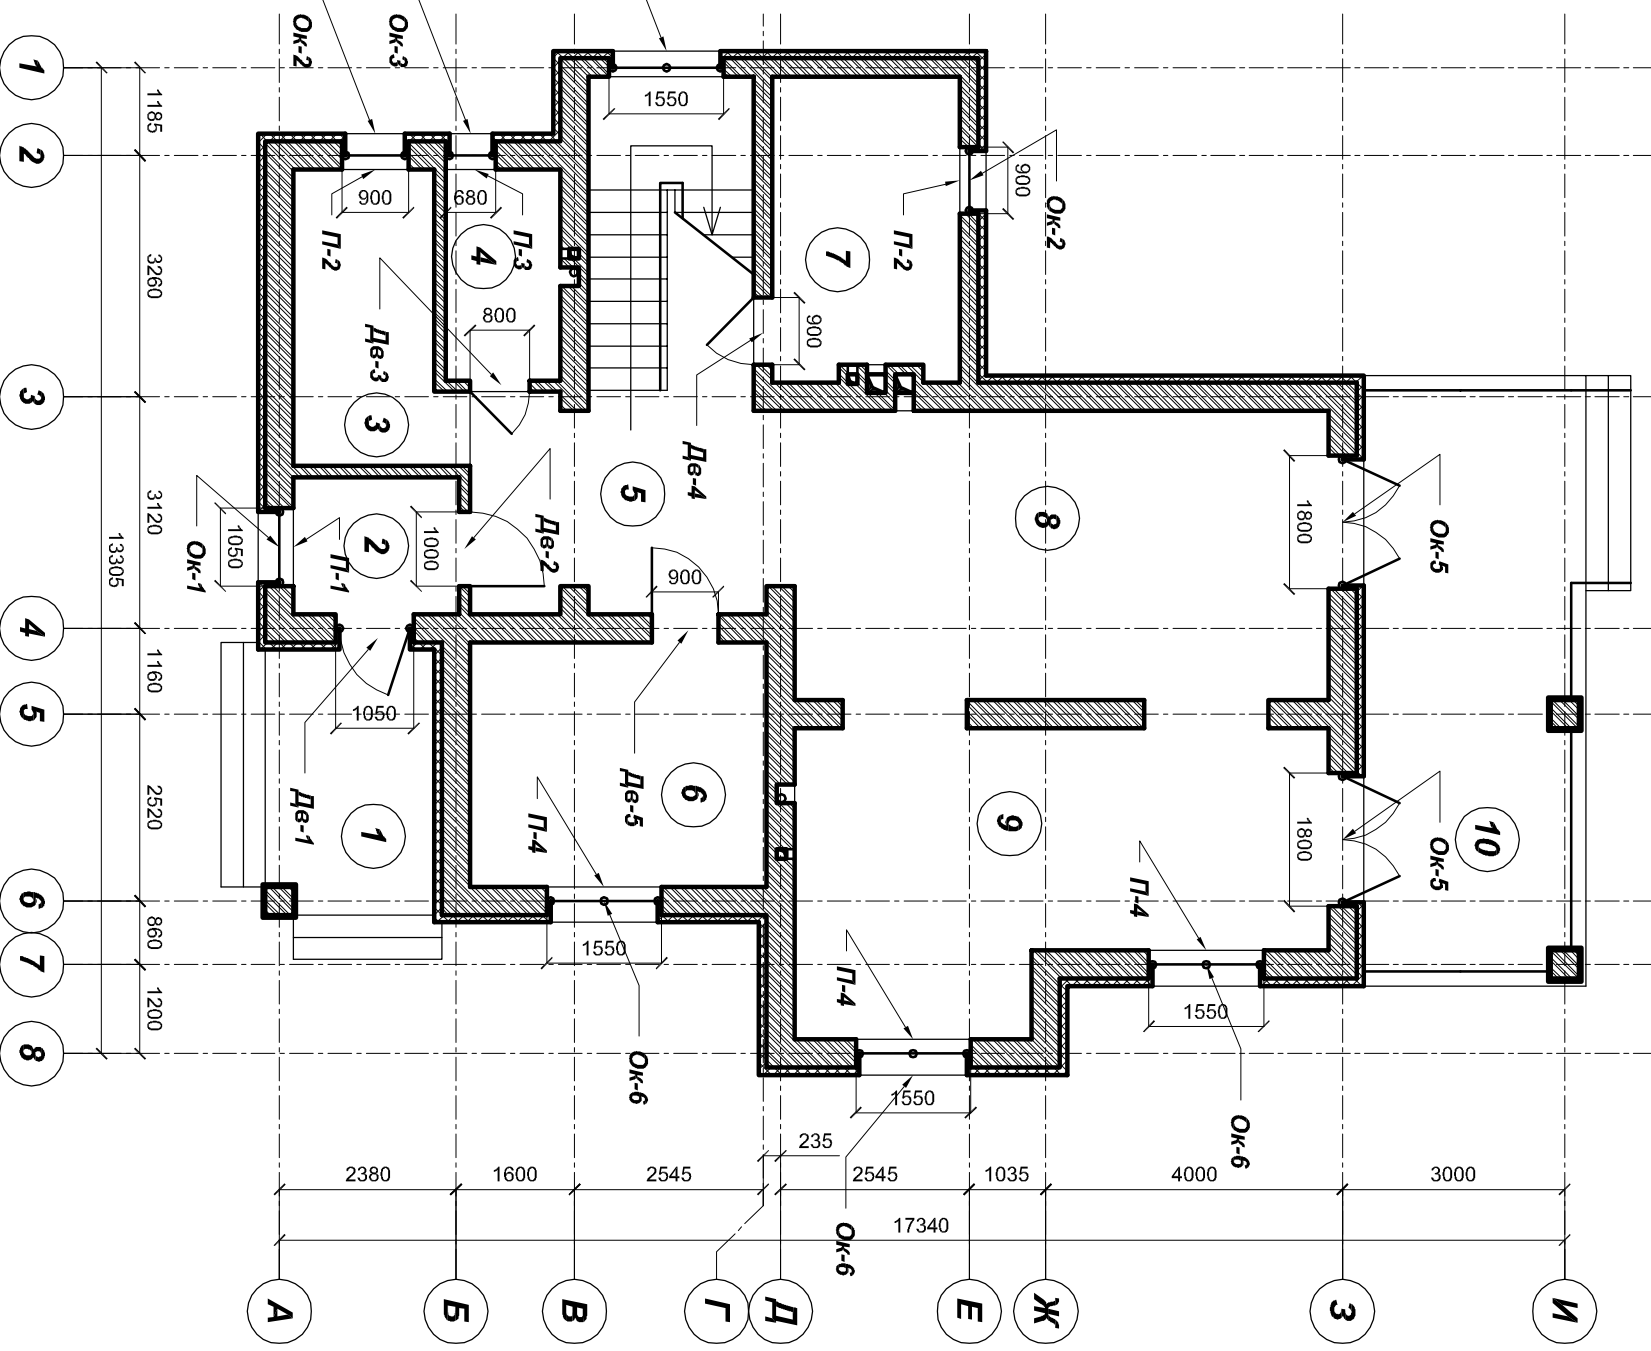 Ок-2
Ок-3
1
1185
1550
2
900
680
900
Ок-2
П-2
П-3
4
7
П-2
3260
800
900
Дв-3
3
3
5
Дв-4
8
1800
Ок-5
3120
13305
1050
Ок-1
П-1
2
1000
Дв-2
900
4
1160
1050
5
Дв-1
1
2520
6
Дв-5
П-4
9
1800
10
Ок-5
П-4
6
860
1550
П-4
7
1200
1550
8
Ок-6
1550
Ок-6
235
2380
1600
2545
2545
1035
4000
3000
17340
Ок-6
А
Б
В
Г
Д
Е
Ж
З
И